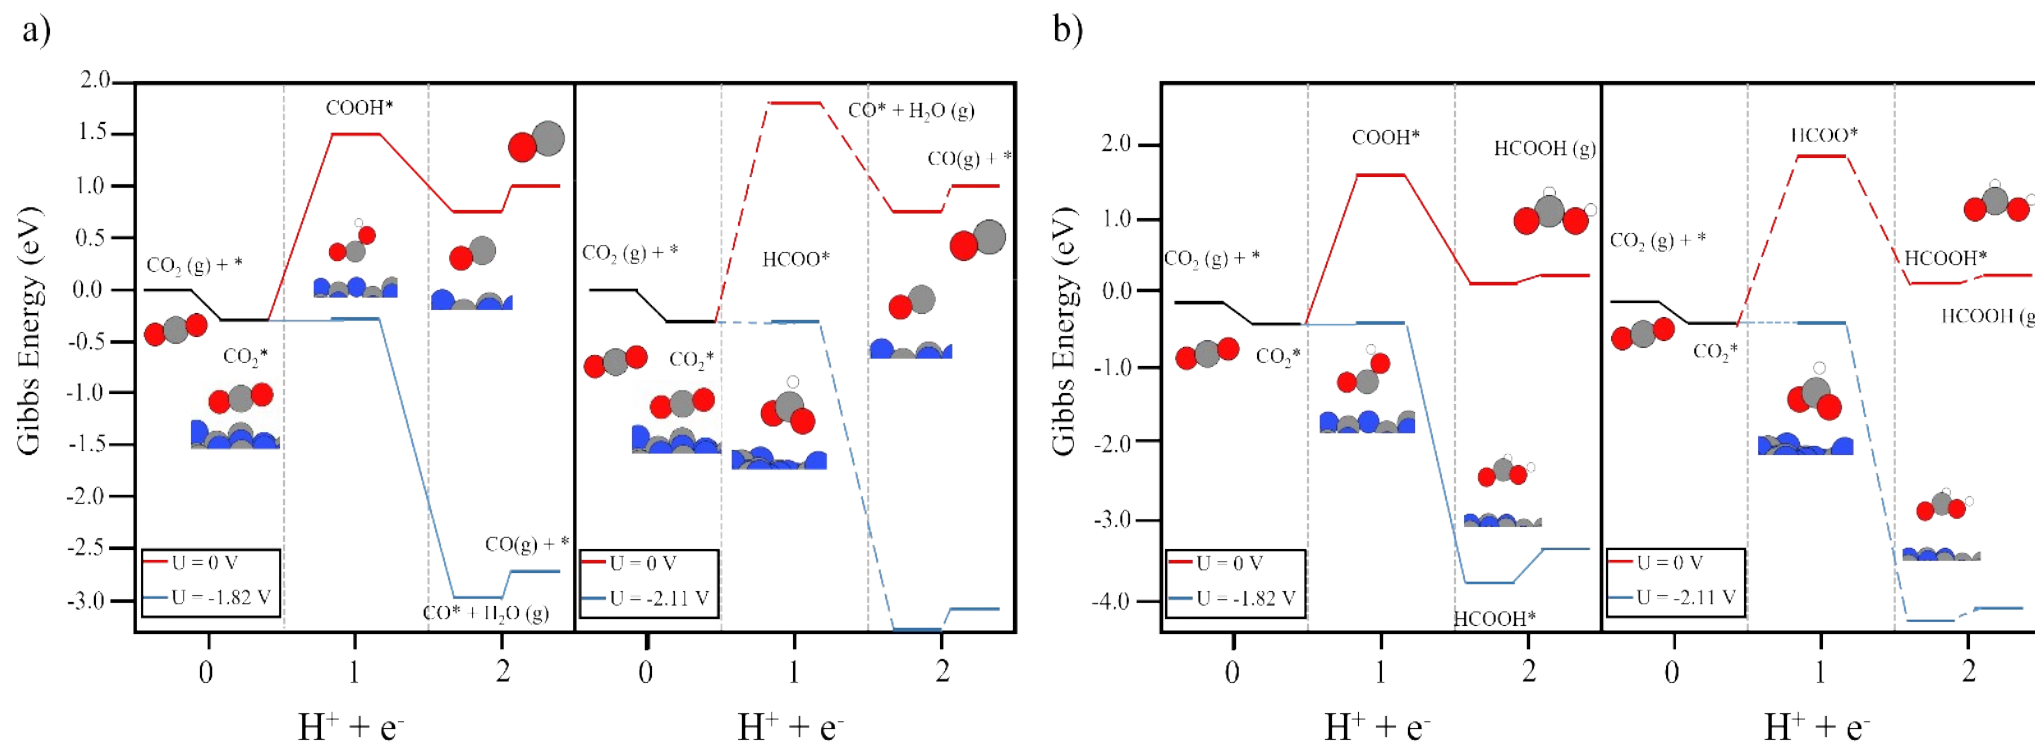 a)
Gibbs Energy (eV)
2.0
1.5
1.0
0.5
0.0
-0.5
-1.0
-1.5
-2.0
-2.5
-3.0
COOH*
CO₂ (g) + *
CO₂*
CO(g) + *
CO* + H₂O (g)
U = 0 V
U = -1.82 V
0
1
2
H⁺ + e⁻
CO* + H₂O (g)
CO(g) + *
CO₂ (g) + *
HCOO*
CO₂*
U = 0 V
U = -2.11 V
0
1
2
H⁺ + e⁻
b)
Gibbs Energy (eV)
2.0
1.0
0.0
-1.0
-2.0
-3.0
-4.0
COOH*
HCOOH (g)
CO₂ (g) + *
CO₂*
HCOOH*
U = 0 V
U = -1.82 V
0
1
2
H⁺ + e⁻
HCOO*
CO₂ (g) + *
HCOOH*
HCOOH (g
CO₂*
U = 0 V
U = -2.11 V
0
1
2
H⁺ + e⁻